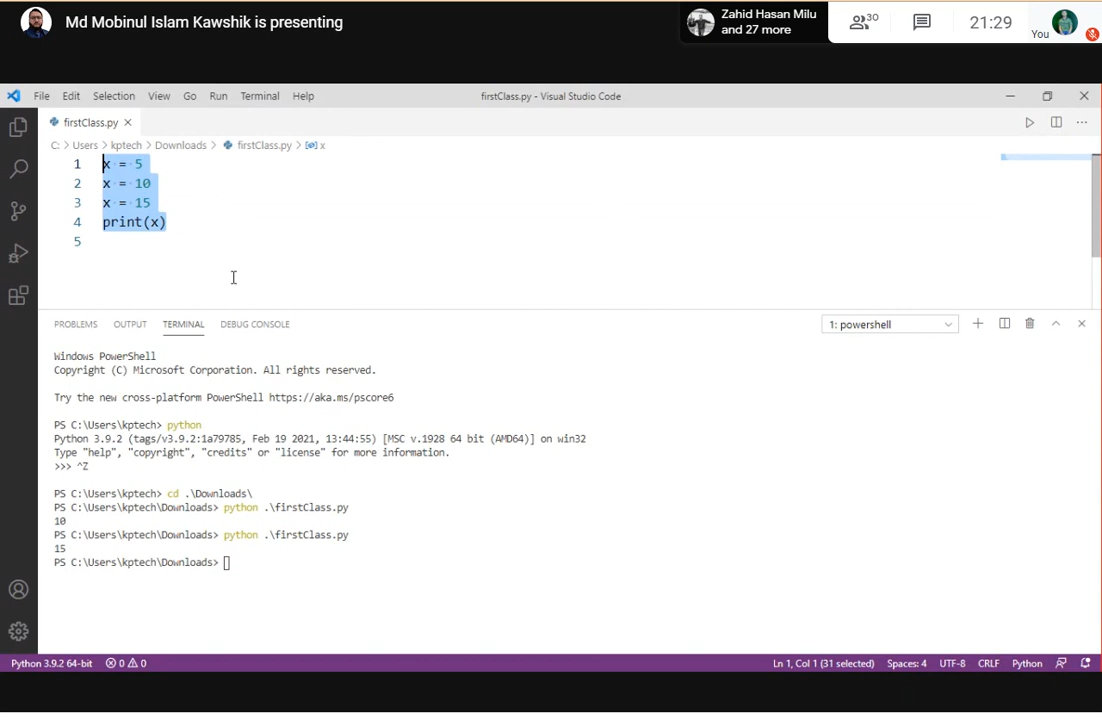 Md Mobinul Islam Kawshik is presenting
Zahid Hasan Milu
and 27 more
30
21:29
You
File Edit Selection View Go Run Terminal Help
firstClass.py - Visual Studio Code
firstClass.py
C: > Users > kptech > Downloads > firstClass.py > x
1 x = 5
2 x = 10
3 x = 15
4 print(x)
5
PROBLEMS OUTPUT TERMINAL DEBUG CONSOLE
1: powershell
Windows PowerShell
Copyright (C) Microsoft Corporation. All rights reserved.
Try the new cross-platform PowerShell https://aka.ms/pscore6
PS C:\Users\kptech> python
Python 3.9.2 (tags/v3.9.2:1a79785, Feb 19 2021, 13:44:55) [MSC v.1928 64 bit (AMD64)] on win32
Type "help", "copyright", "credits" or "license" for more information.
>>> ^Z
PS C:\Users\kptech> cd .\Downloads\
PS C:\Users\kptech\Downloads> python .\firstClass.py
10
PS C:\Users\kptech\Downloads> python .\firstClass.py
15
PS C:\Users\kptech\Downloads>
Python 3.9.2 64-bit 0 0
Ln 1, Col 1 (31 selected) Spaces: 4 UTF-8 CRLF Python